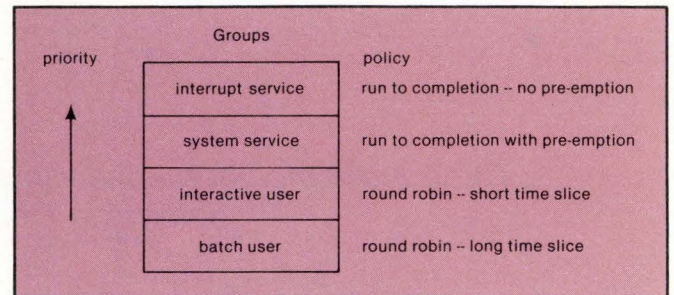 Groups
priority
policy
interrupt service
run to completion -- no pre-emption
system service
run to completion with pre-emption
interactive user
round robin -- short time slice
batch user
round robin -- long time slice